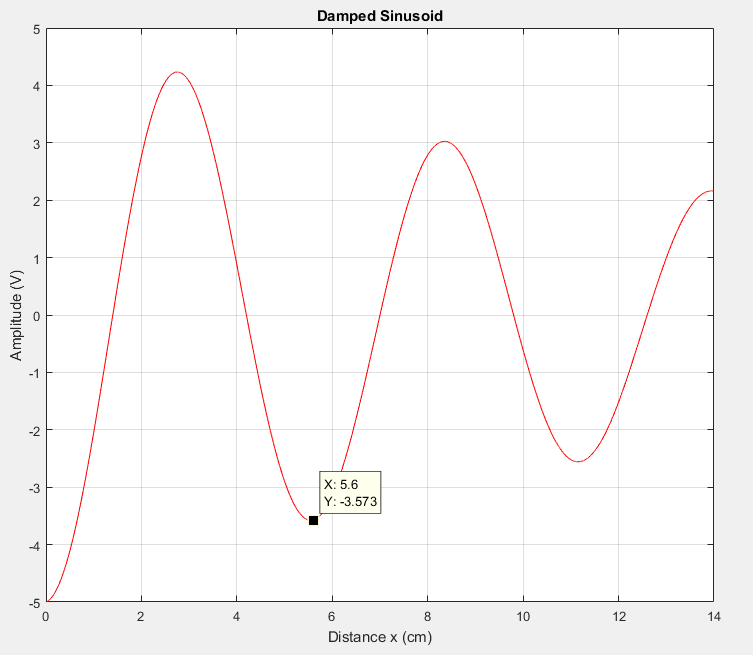 Damped Sinusoid
5
4
3
2
1
0
-1
-2
-3
-4
-5
Amplitude (V)
X: 5.6
Y: -3.573
0 2 4 6 8 10 12 14
Distance x (cm)